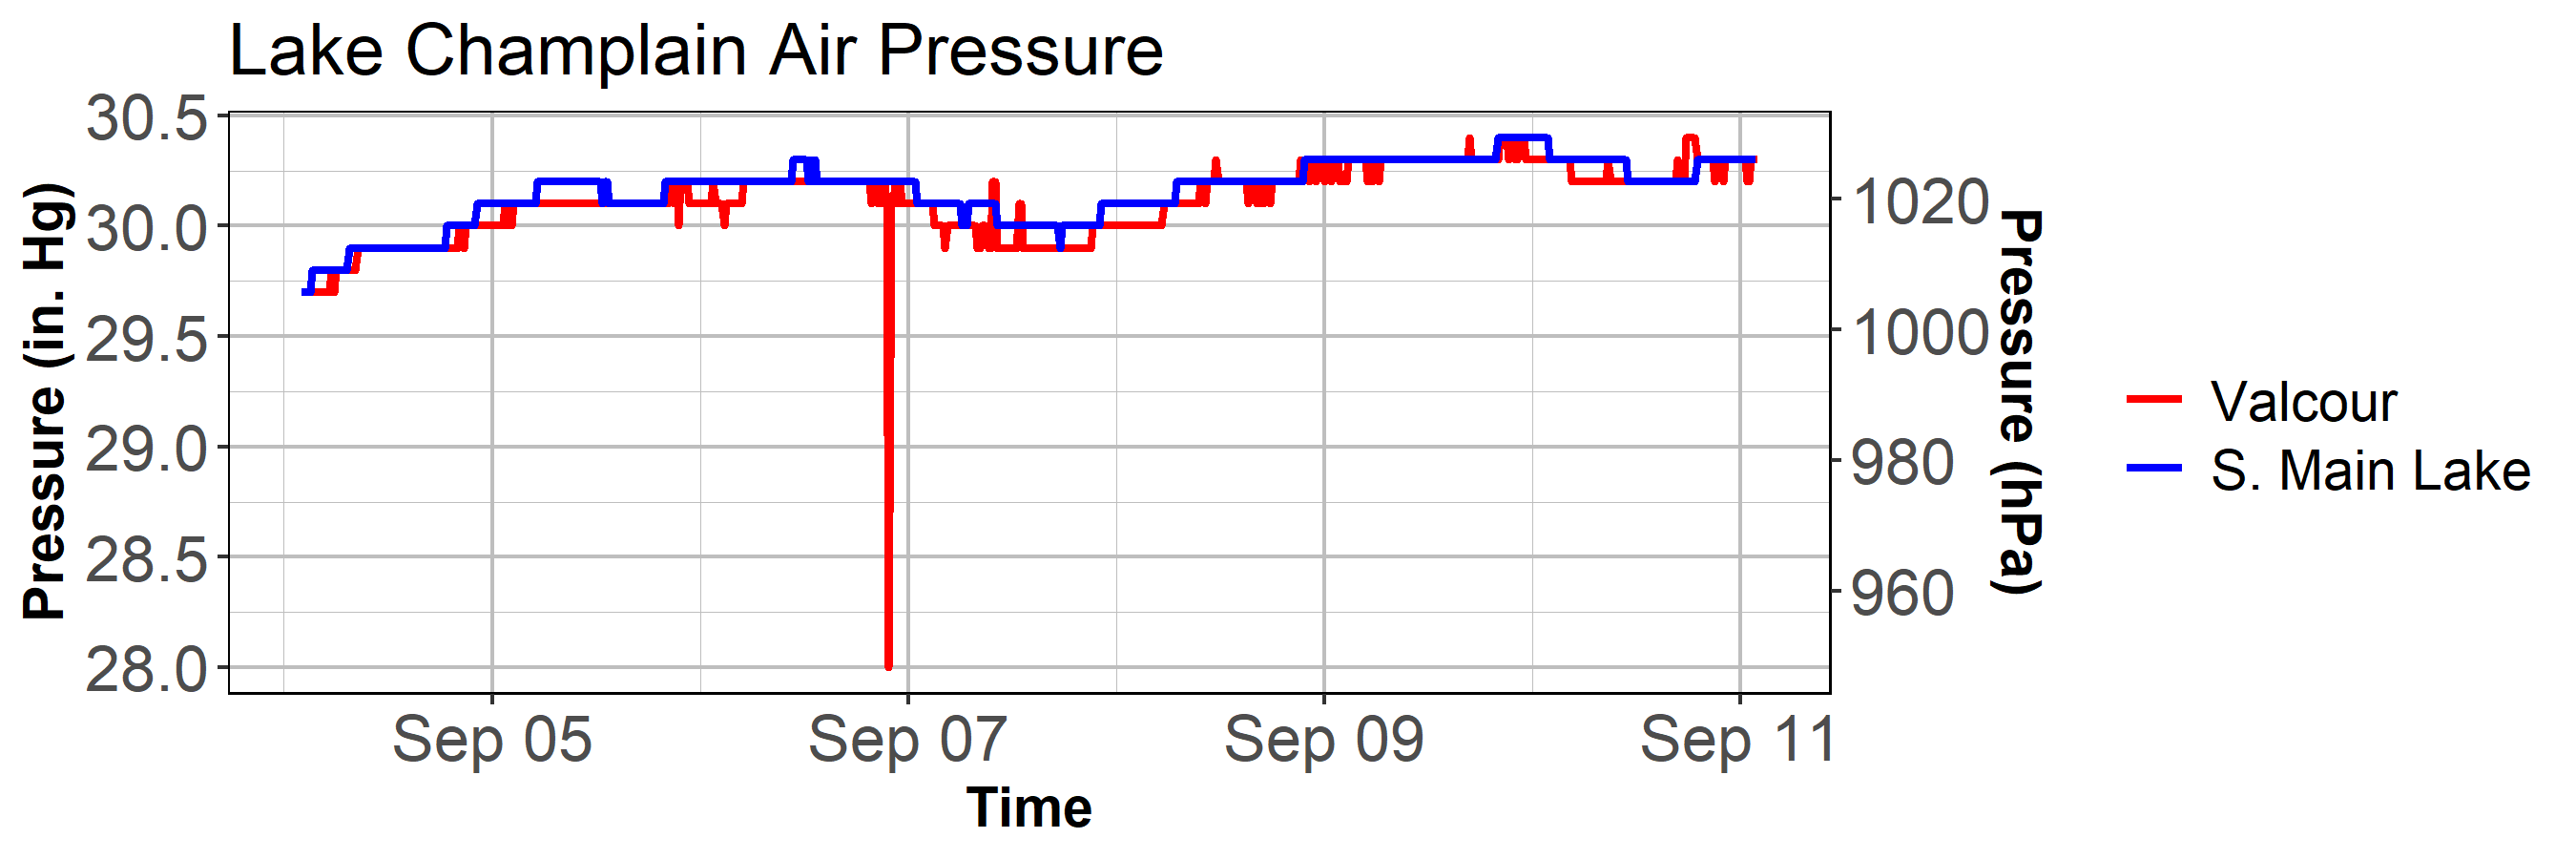 Lake Champlain Air Pressure
30.5
30.0
29.5
29.0
28.5
28.0
Pressure (in. Hg)
1020
1000
980
960
Pressure (hPa)
Sep 05
Sep 07
Sep 09
Sep 11
Time
Valcour
S. Main Lake